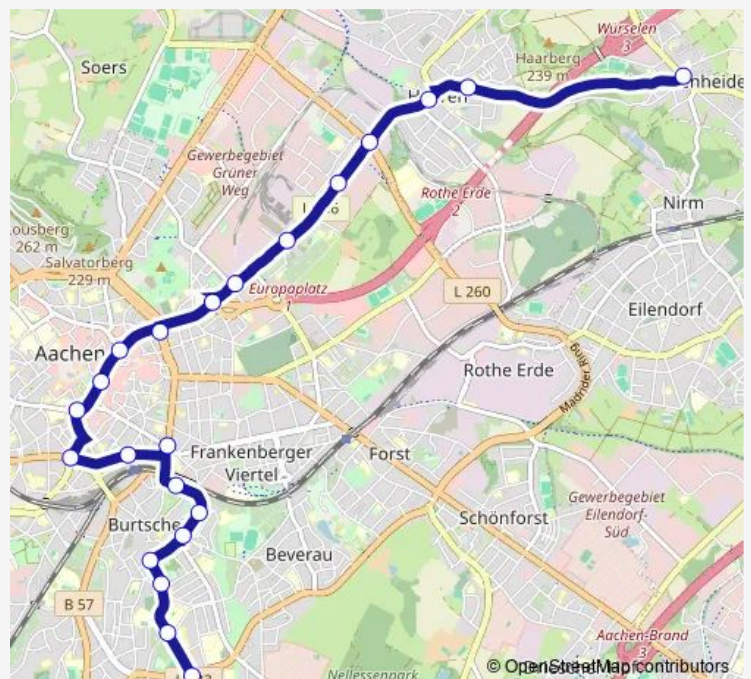 Würselen
3
Soers
Haarberg
239 m
Gewerbegebiet
Grüner
Weg
Rothe Erde
2
Nirm
262 m
Salvatorberg
229 m
Europaplatz
1
L 260
Eilendorf
Aachen
Rothe Erde
Madrider Ring
Frankenberger
Viertel
Forst
Gewerbegebiet
Eilendorf-
Süd
Schönforst
Beverau
B 57
Aachen-Brand
3
Nellessenpark
© OpenStreetMap contributors